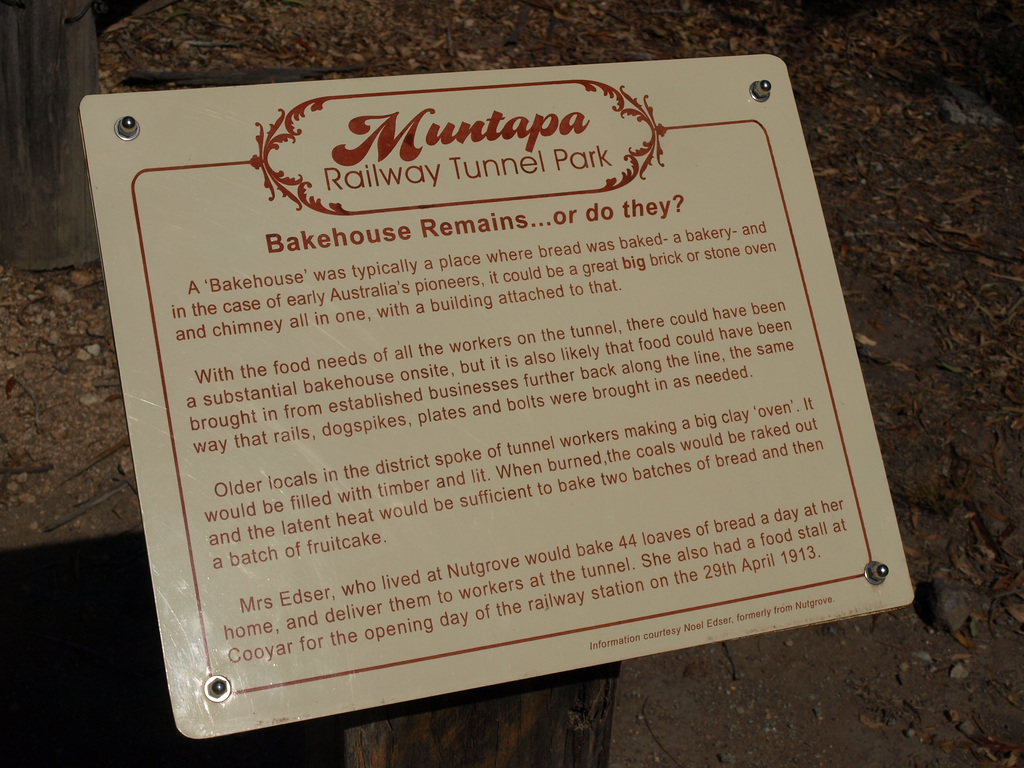 Muntapa
Railway Tunnel Park
Bakehouse Remains...or do they?
A 'Bakehouse' was typically a place where bread was baked- a bakery- and
in the case of early Australia's pioneers, it could be a great big brick or stone oven
and chimney all in one, with a building attached to that.
With the food needs of all the workers on the tunnel, there could have been
a substantial bakehouse onsite, but it is also likely that food could have been
brought in from established businesses further back along the line, the same
way that rails, dogspikes, plates and bolts were brought in as needed.
Older locals in the district spoke of tunnel workers making a big clay 'oven'. It
would be filled with timber and lit. When burned,the coals would be raked out
and the latent heat would be sufficient to bake two batches of bread and then
a batch of fruitcake.
Mrs Edser, who lived at Nutgrove would bake 44 loaves of bread a day at her
home, and deliver them to workers at the tunnel. She also had a food stall at
Cooyar for the opening day of the railway station on the 29th April 1913.
Information courtesy Noel Edser, formerly from Nutgrove.